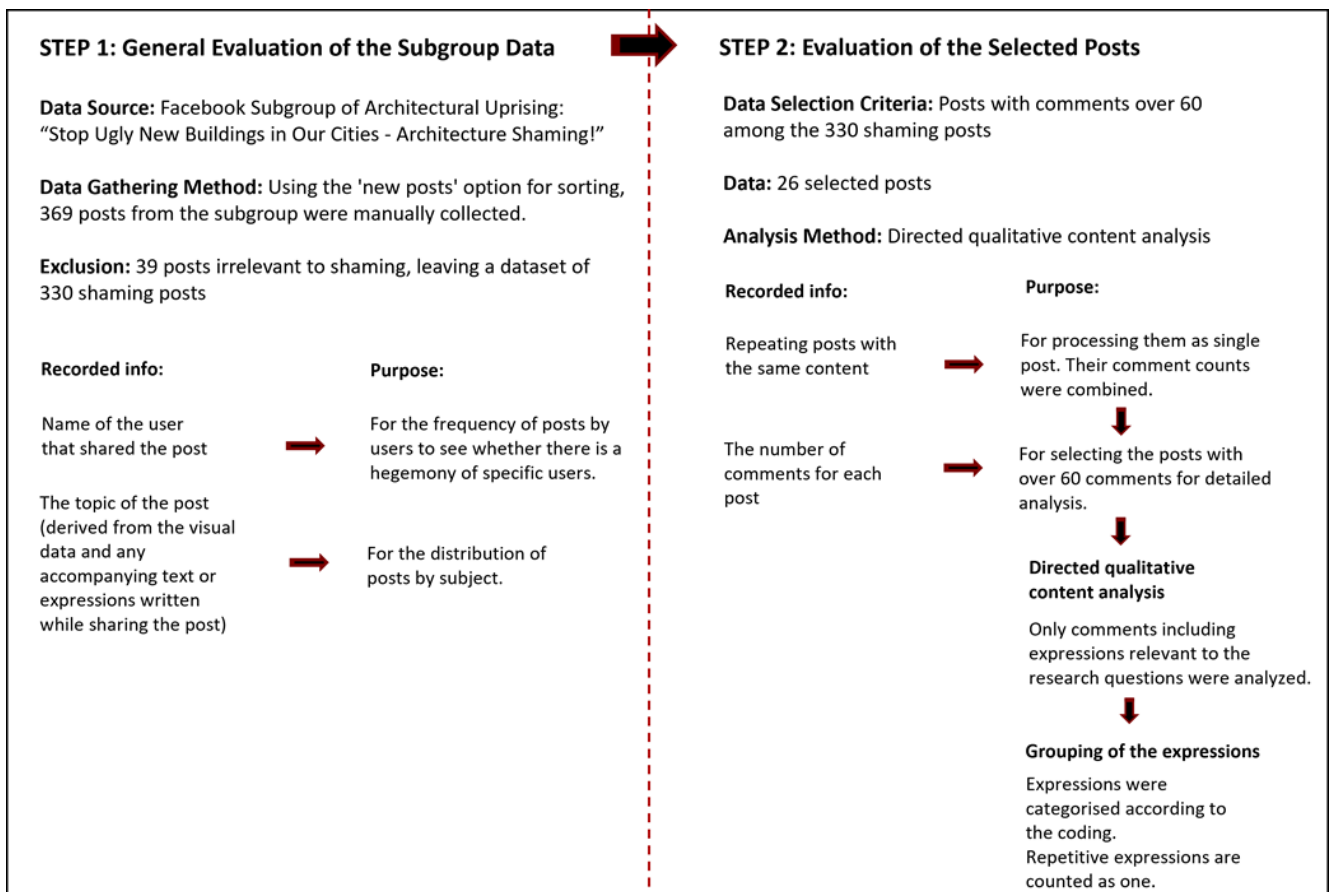 STEP 1: General Evaluation of the Subgroup Data
Data Source: Facebook Subgroup of Architectural Uprising:
“Stop Ugly New Buildings in Our Cities - Architecture Shaming!”
Data Gathering Method: Using the 'new posts' option for sorting,
369 posts from the subgroup were manually collected.
Exclusion: 39 posts irrelevant to shaming, leaving a dataset of
330 shaming posts
Recorded info:
Purpose:
Name of the user
that shared the post
For the frequency of posts by
users to see whether there is a
hegemony of specific users.
The topic of the post
(derived from the visual
data and any
accompanying text or
expressions written
while sharing the post)
For the distribution of
posts by subject.
STEP 2: Evaluation of the Selected Posts
Data Selection Criteria: Posts with comments over 60
among the 330 shaming posts
Data: 26 selected posts
Analysis Method: Directed qualitative content analysis
Recorded info:
Purpose:
Repeating posts with
the same content
For processing them as single
post. Their comment counts
were combined.
The number of
comments for each
post
For selecting the posts with
over 60 comments for detailed
analysis.
Directed qualitative
content analysis
Only comments including
expressions relevant to the
research questions were analyzed.
Grouping of the expressions
Expressions were
categorised according to
the coding.
Repetitive expressions are
counted as one.